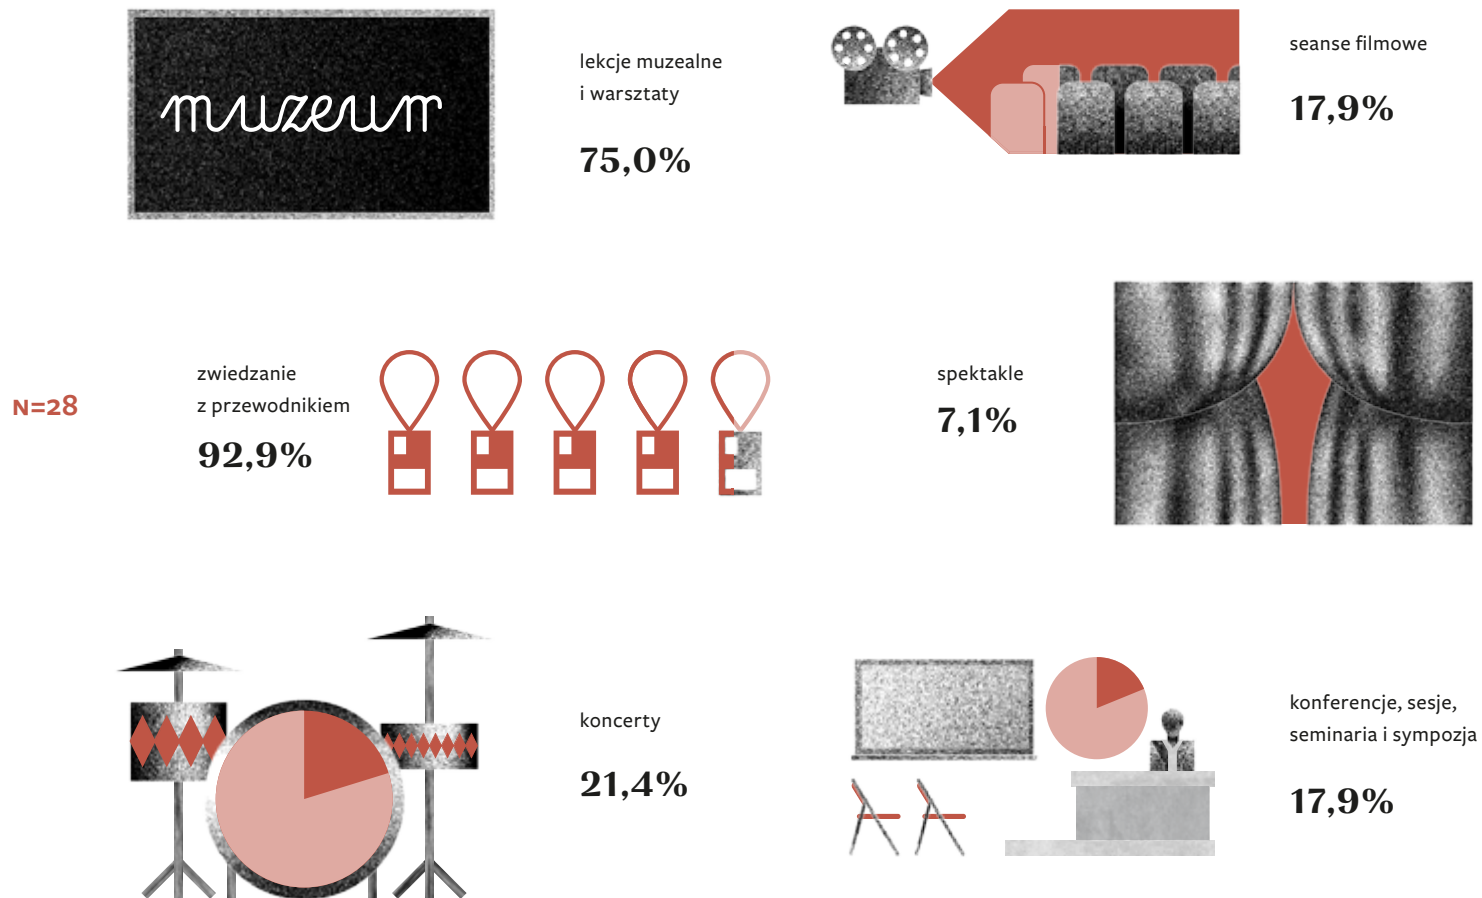 muzeum
lekcje muzealne
i warsztaty
75,0%
seanse filmowe
17,9%
N=28
zwiedzanie
z przewodnikiem
92,9%
spektakle
7,1%
koncerty
21,4%
konferencje, sesje,
seminaria i sympozja
17,9%